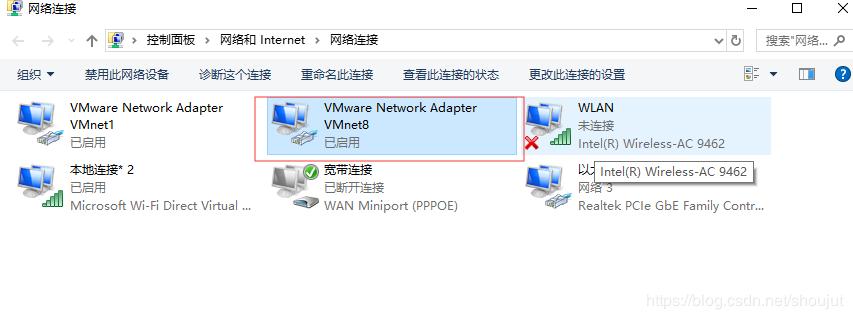 网络连接
控制面板 > 网络和 Internet > 网络连接
搜索"网络...
组织 禁用此网络设备 诊断这个连接 重命名此连接 查看此连接的状态 更改此连接的设置
VMware Network Adapter
VMnet1
已启用
VMware Network Adapter
VMnet8
已启用
WLAN
未连接
Intel(R) Wireless-AC 9462
本地连接* 2
已启用
Microsoft Wi-Fi Direct Virtual ...
宽带连接
已断开连接
WAN Miniport (PPPOE)
以
网络 3
Realtek PCIe GbE Family Contr...
Intel(R) Wireless-AC 9462
https://blog.csdn.net/shoujut